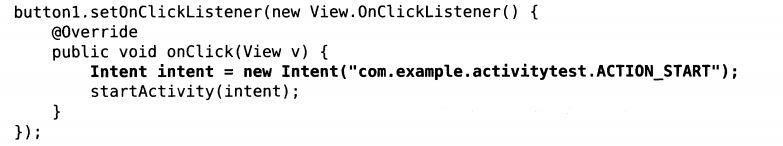 button1.setOnClickListener(new View.OnClickListener() {
    @Override
    public void onClick(View v) {
        Intent intent = new Intent("com.example.activitytest.ACTION_START");
        startActivity(intent);
    }
});